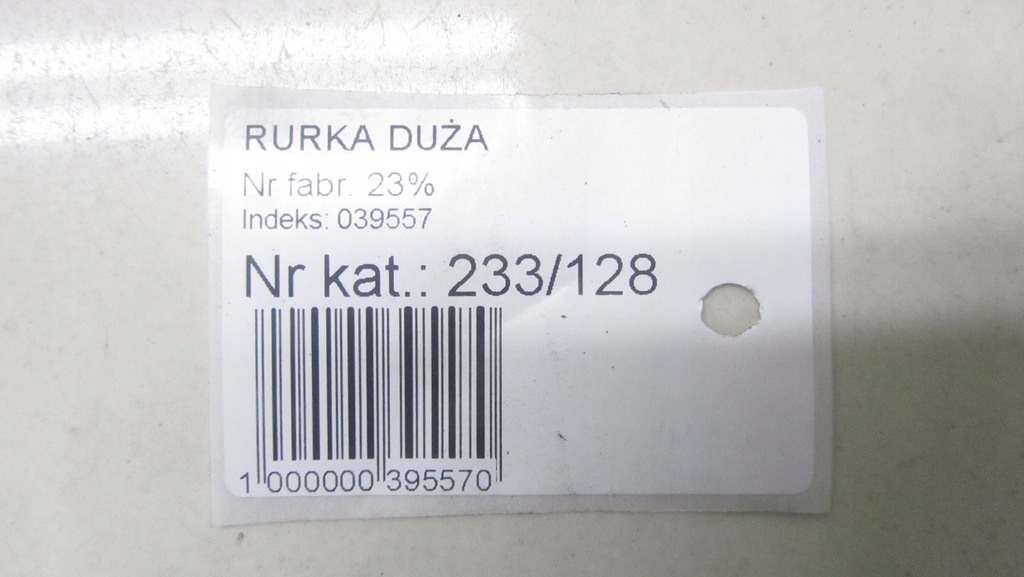 RURKA DUŻA
Nr fabr. 23%
Indeks: 039557
Nr kat.: 233/128
1 000000 395570